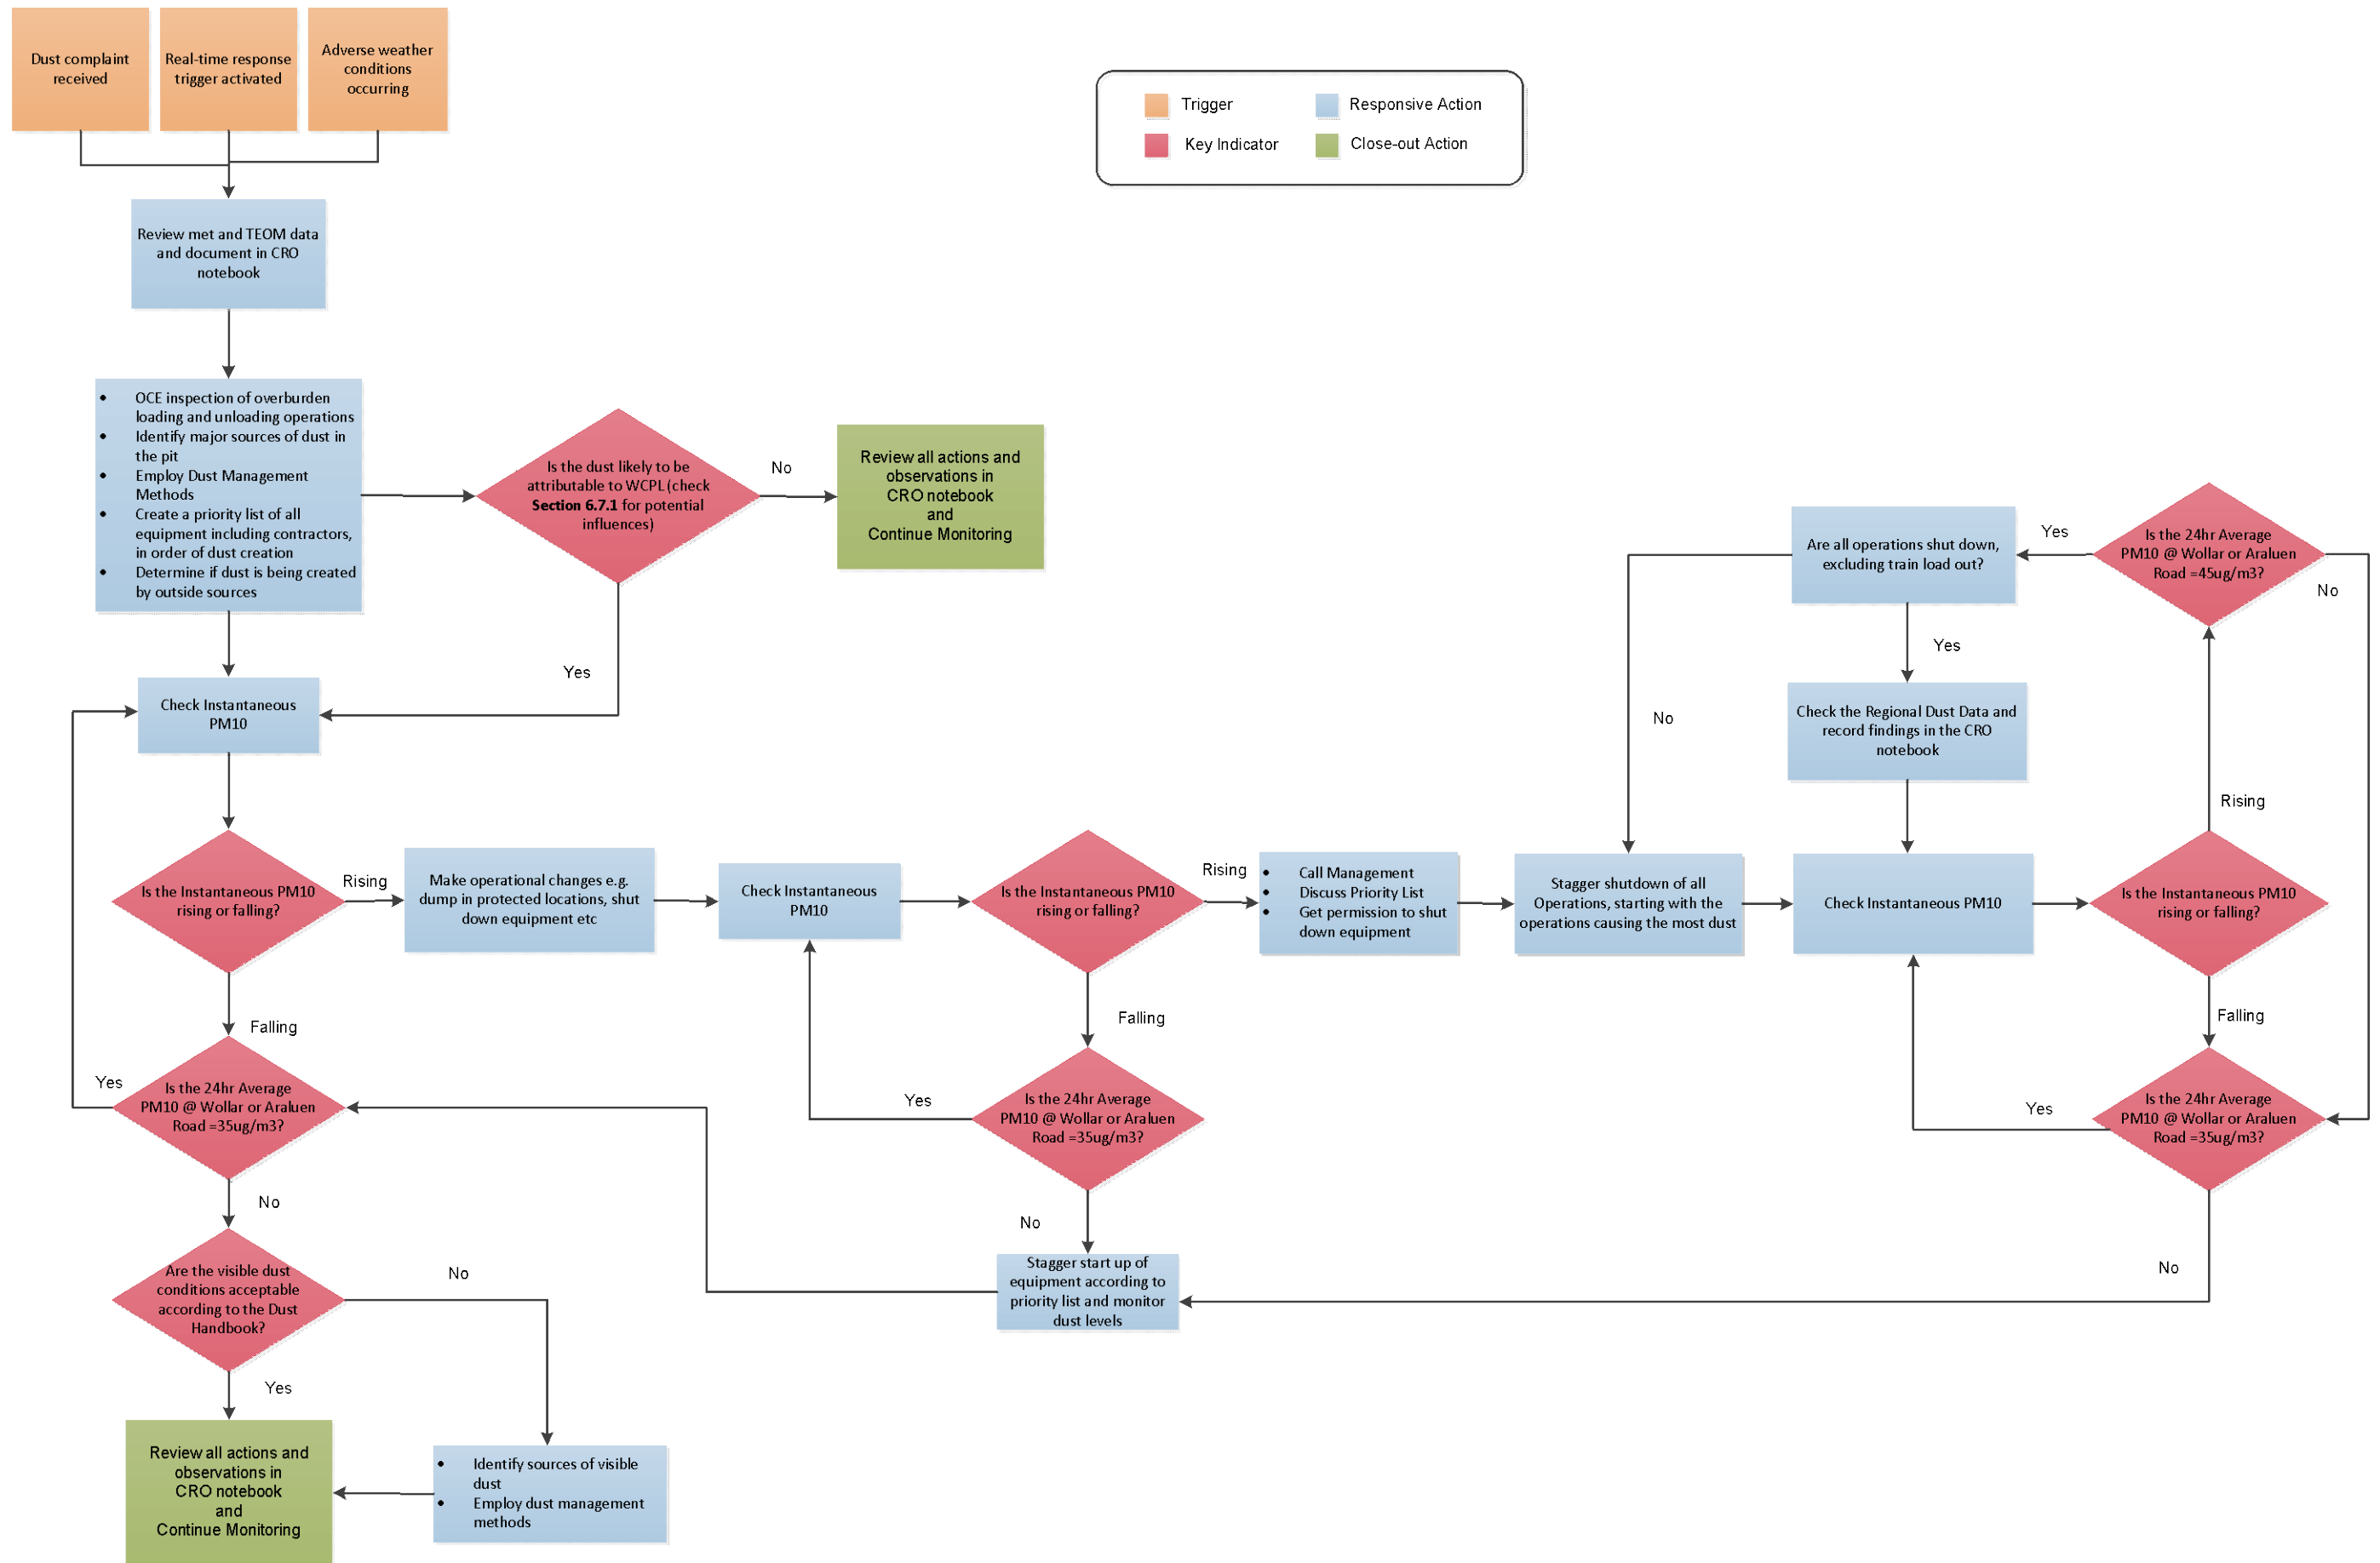 Dust complaint
received
Real-time response
trigger activated
Adverse weather
conditions
occurring
Trigger
Responsive Action
Key Indicator
Close-out Action
Review met and TEOM data
and document in CRO
notebook
• OCE inspection of overburden
loading and unloading operations
• Identify major sources of dust in
the pit
• Employ Dust Management
Methods
• Create a priority list of all
equipment including contractors,
in order of dust creation
• Determine if dust is being created
by outside sources
Is the dust likely to be
attributable to WCPL (check
Section 6.7.1 for potential
influences)
No
Review all actions and
observations in
CRO notebook
and
Continue Monitoring
Yes
Are all operations shut down,
excluding train load out?
Yes
Is the 24hr Average
PM10 @ Wollar or Araluen
Road =45ug/m3?
No
Yes
No
Check the Regional Dust Data and
record findings in the CRO
notebook
Rising
Check Instantaneous
PM10
Is the Instantaneous PM10
rising or falling?
Rising
Make operational changes e.g.
dump in protected locations, shut
down equipment etc
Check Instantaneous
PM10
Is the Instantaneous PM10
rising or falling?
Rising
• Call Management
• Discuss Priority List
• Get permission to shut
down equipment
Stagger shutdown of all
Operations, starting with the
operations causing the most dust
Check Instantaneous PM10
Is the Instantaneous PM10
rising or falling?
Falling
Falling
Falling
Is the 24hr Average
PM10 @ Wollar or Araluen
Road =35ug/m3?
Yes
Is the 24hr Average
PM10 @ Wollar or Araluen
Road =35ug/m3?
Yes
Is the 24hr Average
PM10 @ Wollar or Araluen
Road =35ug/m3?
Yes
No
No
No
Stagger start up of
equipment according to
priority list and monitor
dust levels
Are the visible dust
conditions acceptable
according to the Dust
Handbook?
No
Yes
Review all actions and
observations in
CRO notebook
and
Continue Monitoring
• Identify sources of visible
dust
• Employ dust management
methods